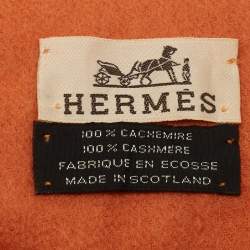 HERMÈS
100% CACHEMIRE
100% CASHMERE
FABRIQUE EN ECOSSE
MADE IN SCOTLAND